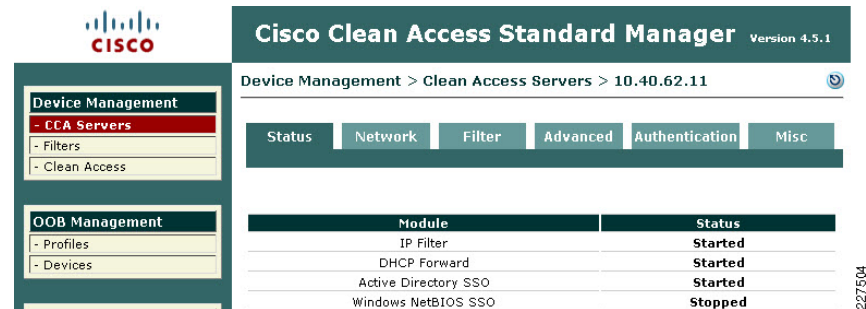 CISCO
Cisco Clean Access Standard Manager Version 4.5.1
Device Management > Clean Access Servers > 10.40.62.11
Device Management
- CCA Servers
- Filters
- Clean Access
OOB Management
- Profiles
- Devices
Status Network Filter Advanced Authentication Misc
Module Status
IP Filter Started
DHCP Forward Started
Active Directory SSO Started
Windows NetBIOS SSO Stopped
227504